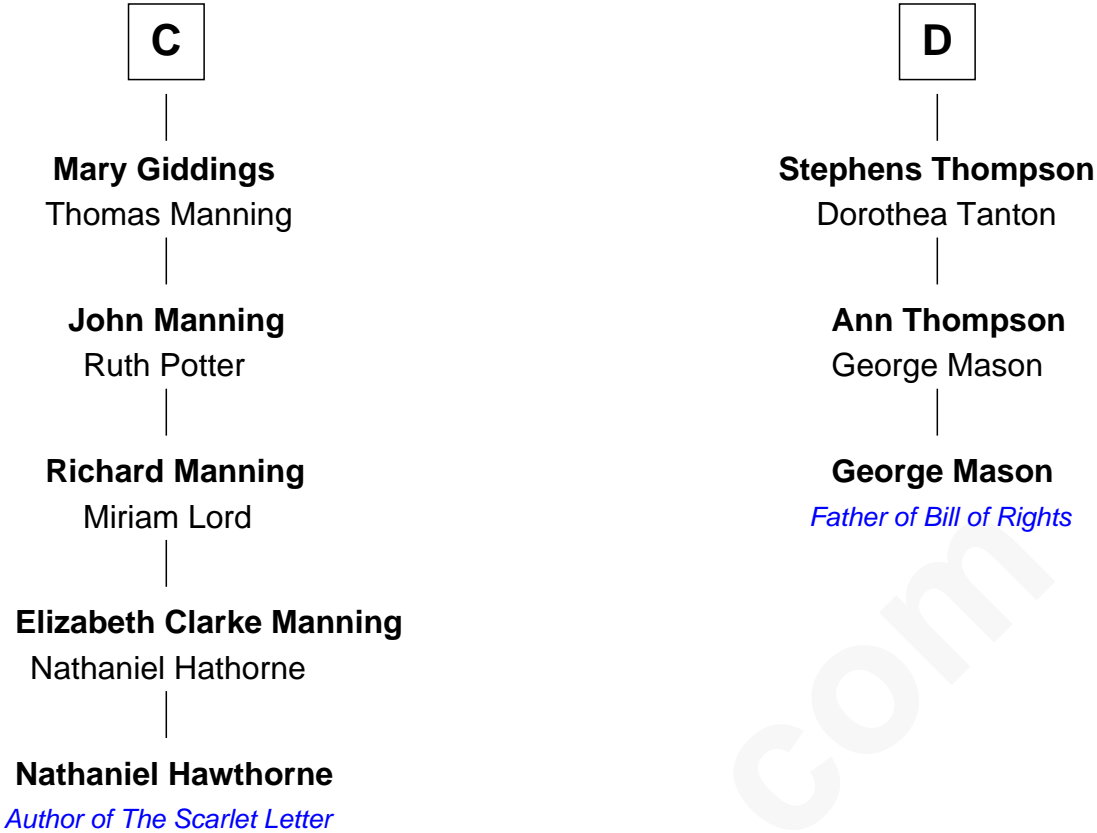 C
Mary Giddings
Thomas Manning
John Manning
Ruth Potter
Richard Manning
Miriam Lord
Elizabeth Clarke Manning
Nathaniel Hathorne
Nathaniel Hawthorne
Author of The Scarlet Letter
D
Stephens Thompson
Dorothea Tanton
Ann Thompson
George Mason
George Mason
Father of Bill of Rights
com